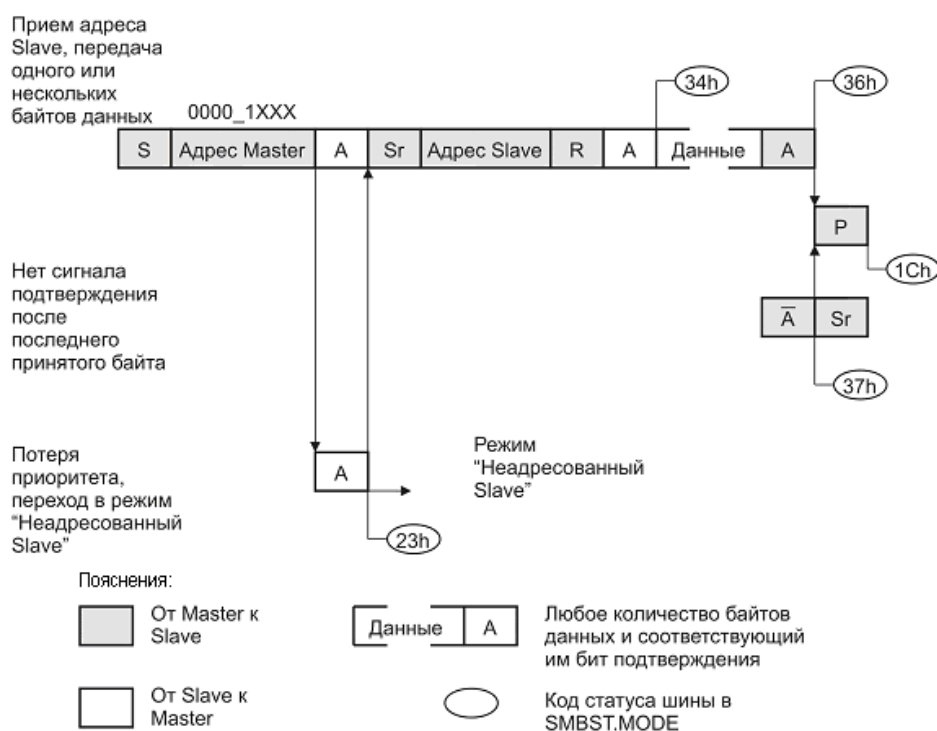 Прием адреса
Slave, передача
одного или
нескольких
байтов данных
0000_1XXX
34h
36h
S
Адрес Master
A
Sr
Адрес Slave
R
A
Данные
A
P
1Ch
Нет сигнала
подтверждения
после
последнего
принятого байта
A
Sr
37h
Потеря
приоритета,
переход в режим
“Неадресованный
Slave”
A
Режим
“Неадресованный
Slave”
23h
Пояснения:
От Master к
Slave
Данные
A
Любое количество байтов
данных и соответствующий
им бит подтверждения
От Slave к
Master
Код статуса шины в
SMBST.MODE